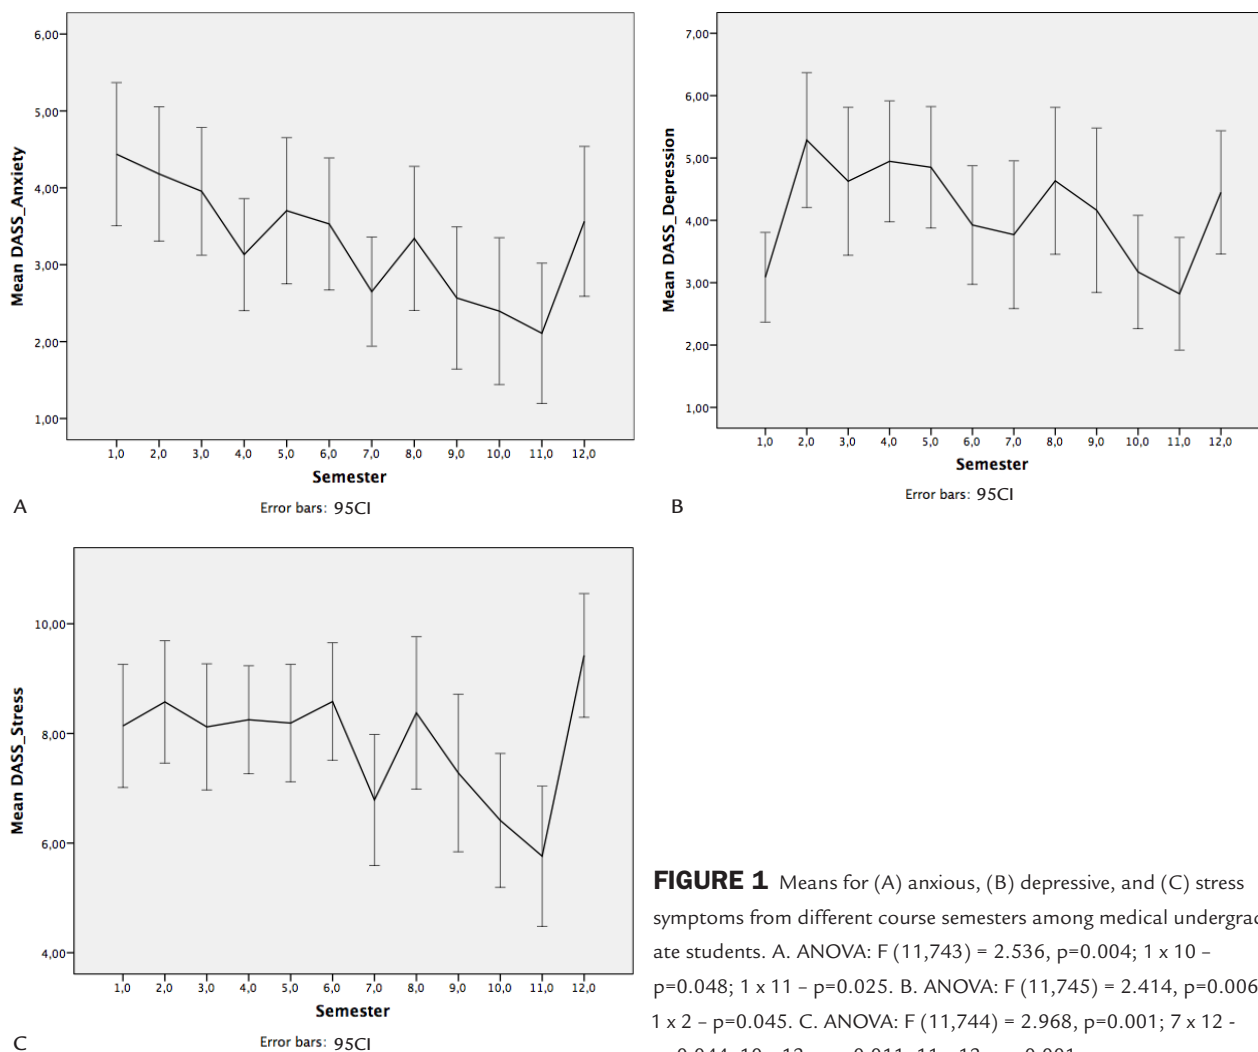 6,00
5,00
4,00
3,00
2,00
1,00
Mean DASS_Anxiety
1,0 2,0 3,0 4,0 5,0 6,0 7,0 8,0 9,0 10,0 11,0 12,0
Semester
Error bars: 95CI
A
7,00
6,00
5,00
4,00
3,00
2,00
1,00
Mean DASS_Depression
1,0 2,0 3,0 4,0 5,0 6,0 7,0 8,0 9,0 10,0 11,0 12,0
Semester
Error bars: 95CI
B
10,00
8,00
6,00
4,00
Mean DASS_Stress
1,0 2,0 3,0 4,0 5,0 6,0 7,0 8,0 9,0 10,0 11,0 12,0
Semester
Error bars: 95CI
C
FIGURE 1 Means for (A) anxious, (B) depressive, and (C) stress
symptoms from different course semesters among medical undergrad
ate students. A. ANOVA: F (11,743) = 2.536, p=0.004; 1 x 10 –
p=0.048; 1 x 11 – p=0.025. B. ANOVA: F (11,745) = 2.414, p=0.006
1 x 2 – p=0.045. C. ANOVA: F (11,744) = 2.968, p=0.001; 7 x 12 -